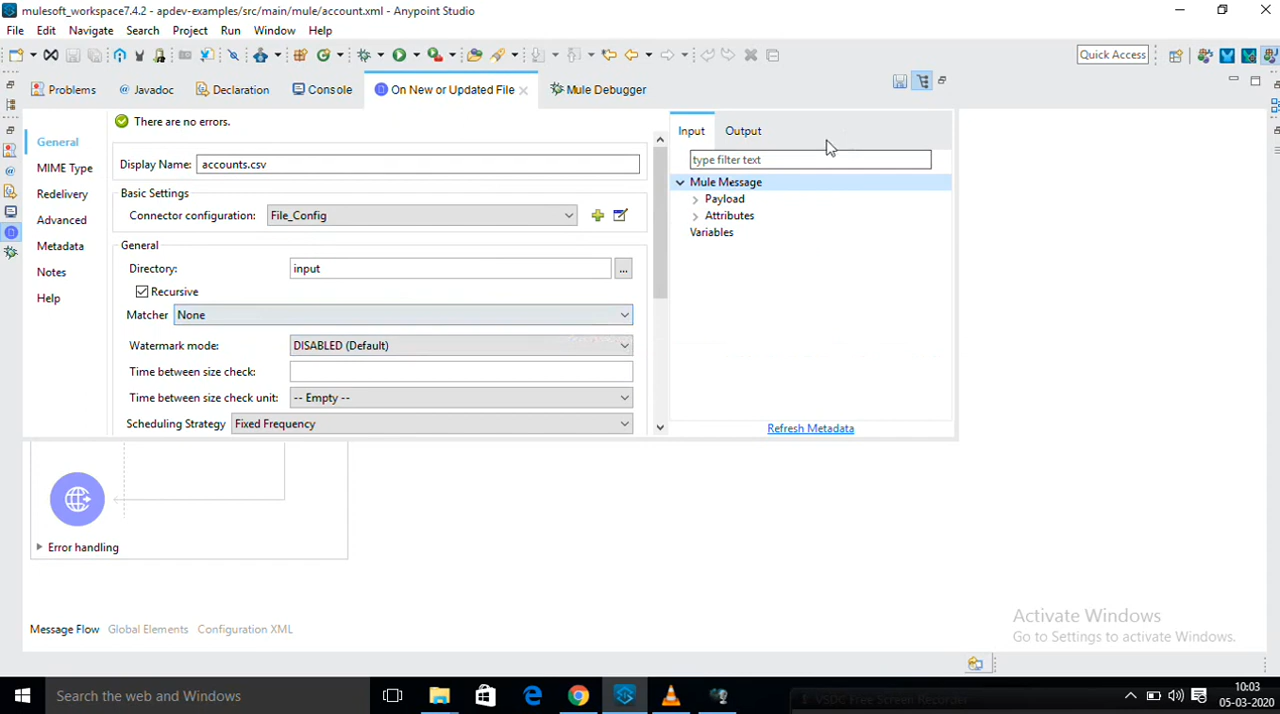 mulesoft_workspace7.4.2 - apdev-examples/src/main/mule/account.xml - Anypoint Studio
File Edit Navigate Search Project Run Window Help
Quick Access
Problems @ Javadoc Declaration Console On New or Updated File Mule Debugger
General
MIME Type
Redelivery
Advanced
Metadata
Notes
Help
There are no errors.
Display Name: accounts.csv
Basic Settings
Connector configuration: File_Config
General
Directory: input ...
Recursive
Matcher None
Watermark mode: DISABLED (Default)
Time between size check:
Time between size check unit: -- Empty --
Scheduling Strategy Fixed Frequency
Input Output
type filter text
Mule Message
Payload
Attributes
Variables
Refresh Metadata
Error handling
Message Flow Global Elements Configuration XML
Activate Windows
Go to Settings to activate Windows.
Search the web and Windows
VSDC Free Screen Recorder
10:03
05-03-2020